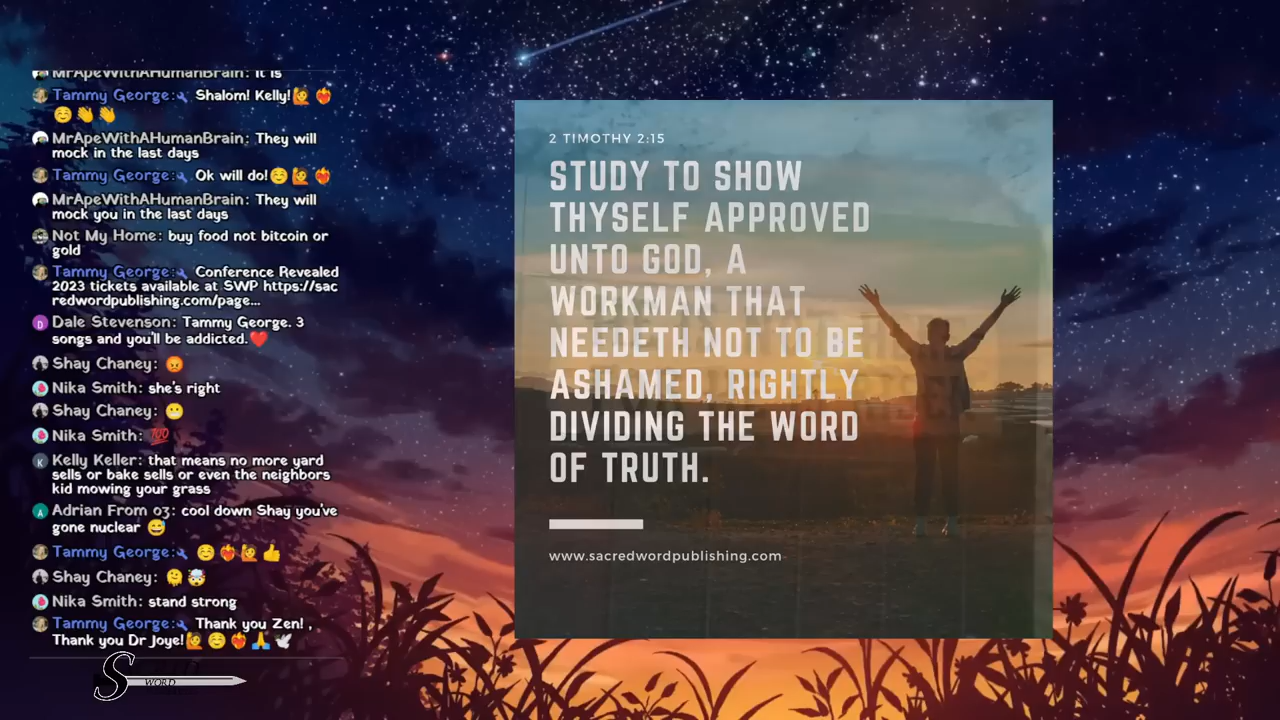 MrApeWithAHumanBrain: It is
Tammy George: Shalom! Kelly!🙋❤️‍🔥
☺️👋👋
MrApeWithAHumanBrain: They will
mock in the last days
Tammy George: Ok will do!☺️🙋❤️‍🔥
MrApeWithAHumanBrain: They will
mock you in the last days
Not My Home: buy food not bitcoin or
gold
Tammy George: Conference Revealed
2023 tickets available at SWP https://sac
redwordpublishing.com/page...
D Dale Stevenson: Tammy George. 3
songs and you'll be addicted.❤️
Shay Chaney: 😡
Nika Smith: she's right
Shay Chaney: 😬
Nika Smith: 💯
K Kelly Keller: that means no more yard
sells or bake sells or even the neighbors
kid mowing your grass
A Adrian From 03: cool down Shay you've
gone nuclear 😅
Tammy George: ☺️❤️‍🔥🙋👍
Shay Chaney: 🫠🤯
Nika Smith: stand strong
Tammy George: Thank you Zen! ,
Thank you Dr Joye!🙋☺️❤️‍🔥🙏🕊️
S
WORD
2 TIMOTHY 2:15
STUDY TO SHOW
THYSELF APPROVED
UNTO GOD, A
WORKMAN THAT
NEEDETH NOT TO BE
ASHAMED, RIGHTLY
DIVIDING THE WORD
OF TRUTH.
www.sacredwordpublishing.com